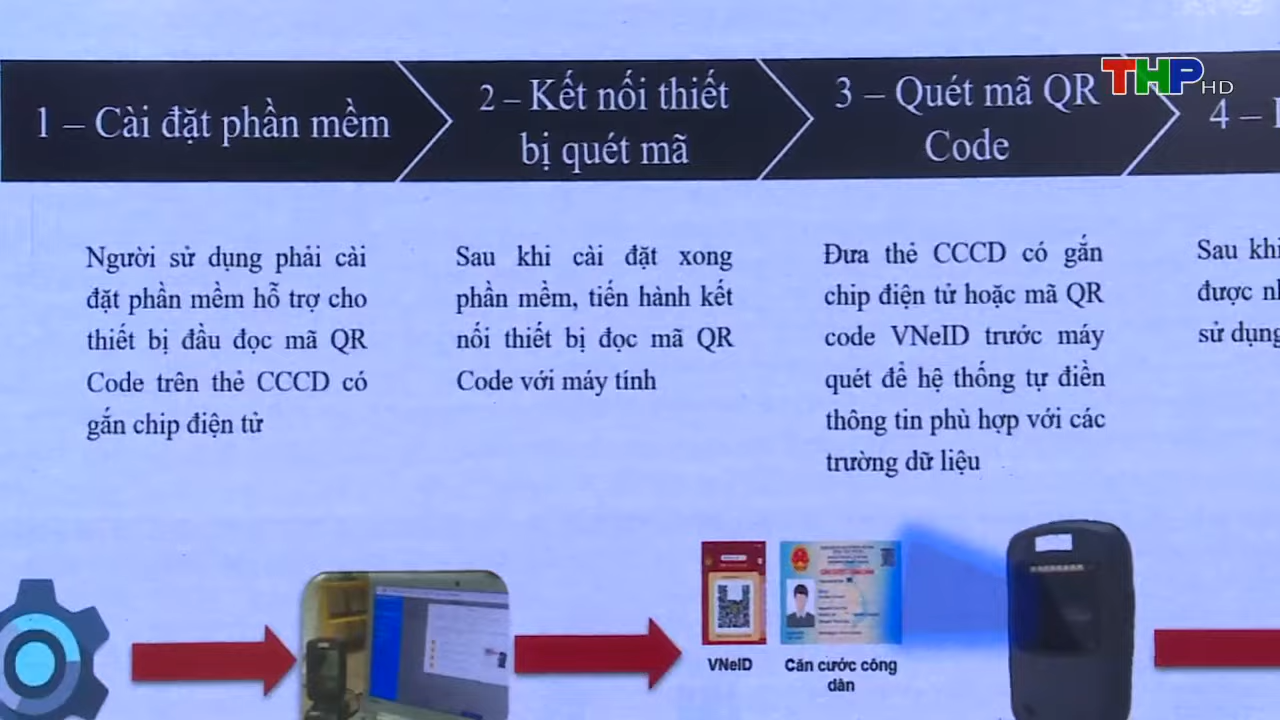 THPHD
1 – Cài đặt phần mềm
2 – Kết nối thiết
bị quét mã
3 – Quét mã QR
Code
4 –
Người sử dụng phải cài
đặt phần mềm hỗ trợ cho
thiết bị đầu đọc mã QR
Code trên thẻ CCCD có
gắn chip điện tử
Sau khi cài đặt xong
phần mềm, tiến hành kết
nối thiết bị đọc mã QR
Code với máy tính
Đưa thẻ CCCD có gắn
chip điện tử hoặc mã QR
code VNeID trước máy
quét để hệ thống tự điền
thông tin phù hợp với các
trường dữ liệu
Sau khi
được
sử dụng
VNeID
Căn cước công
dân